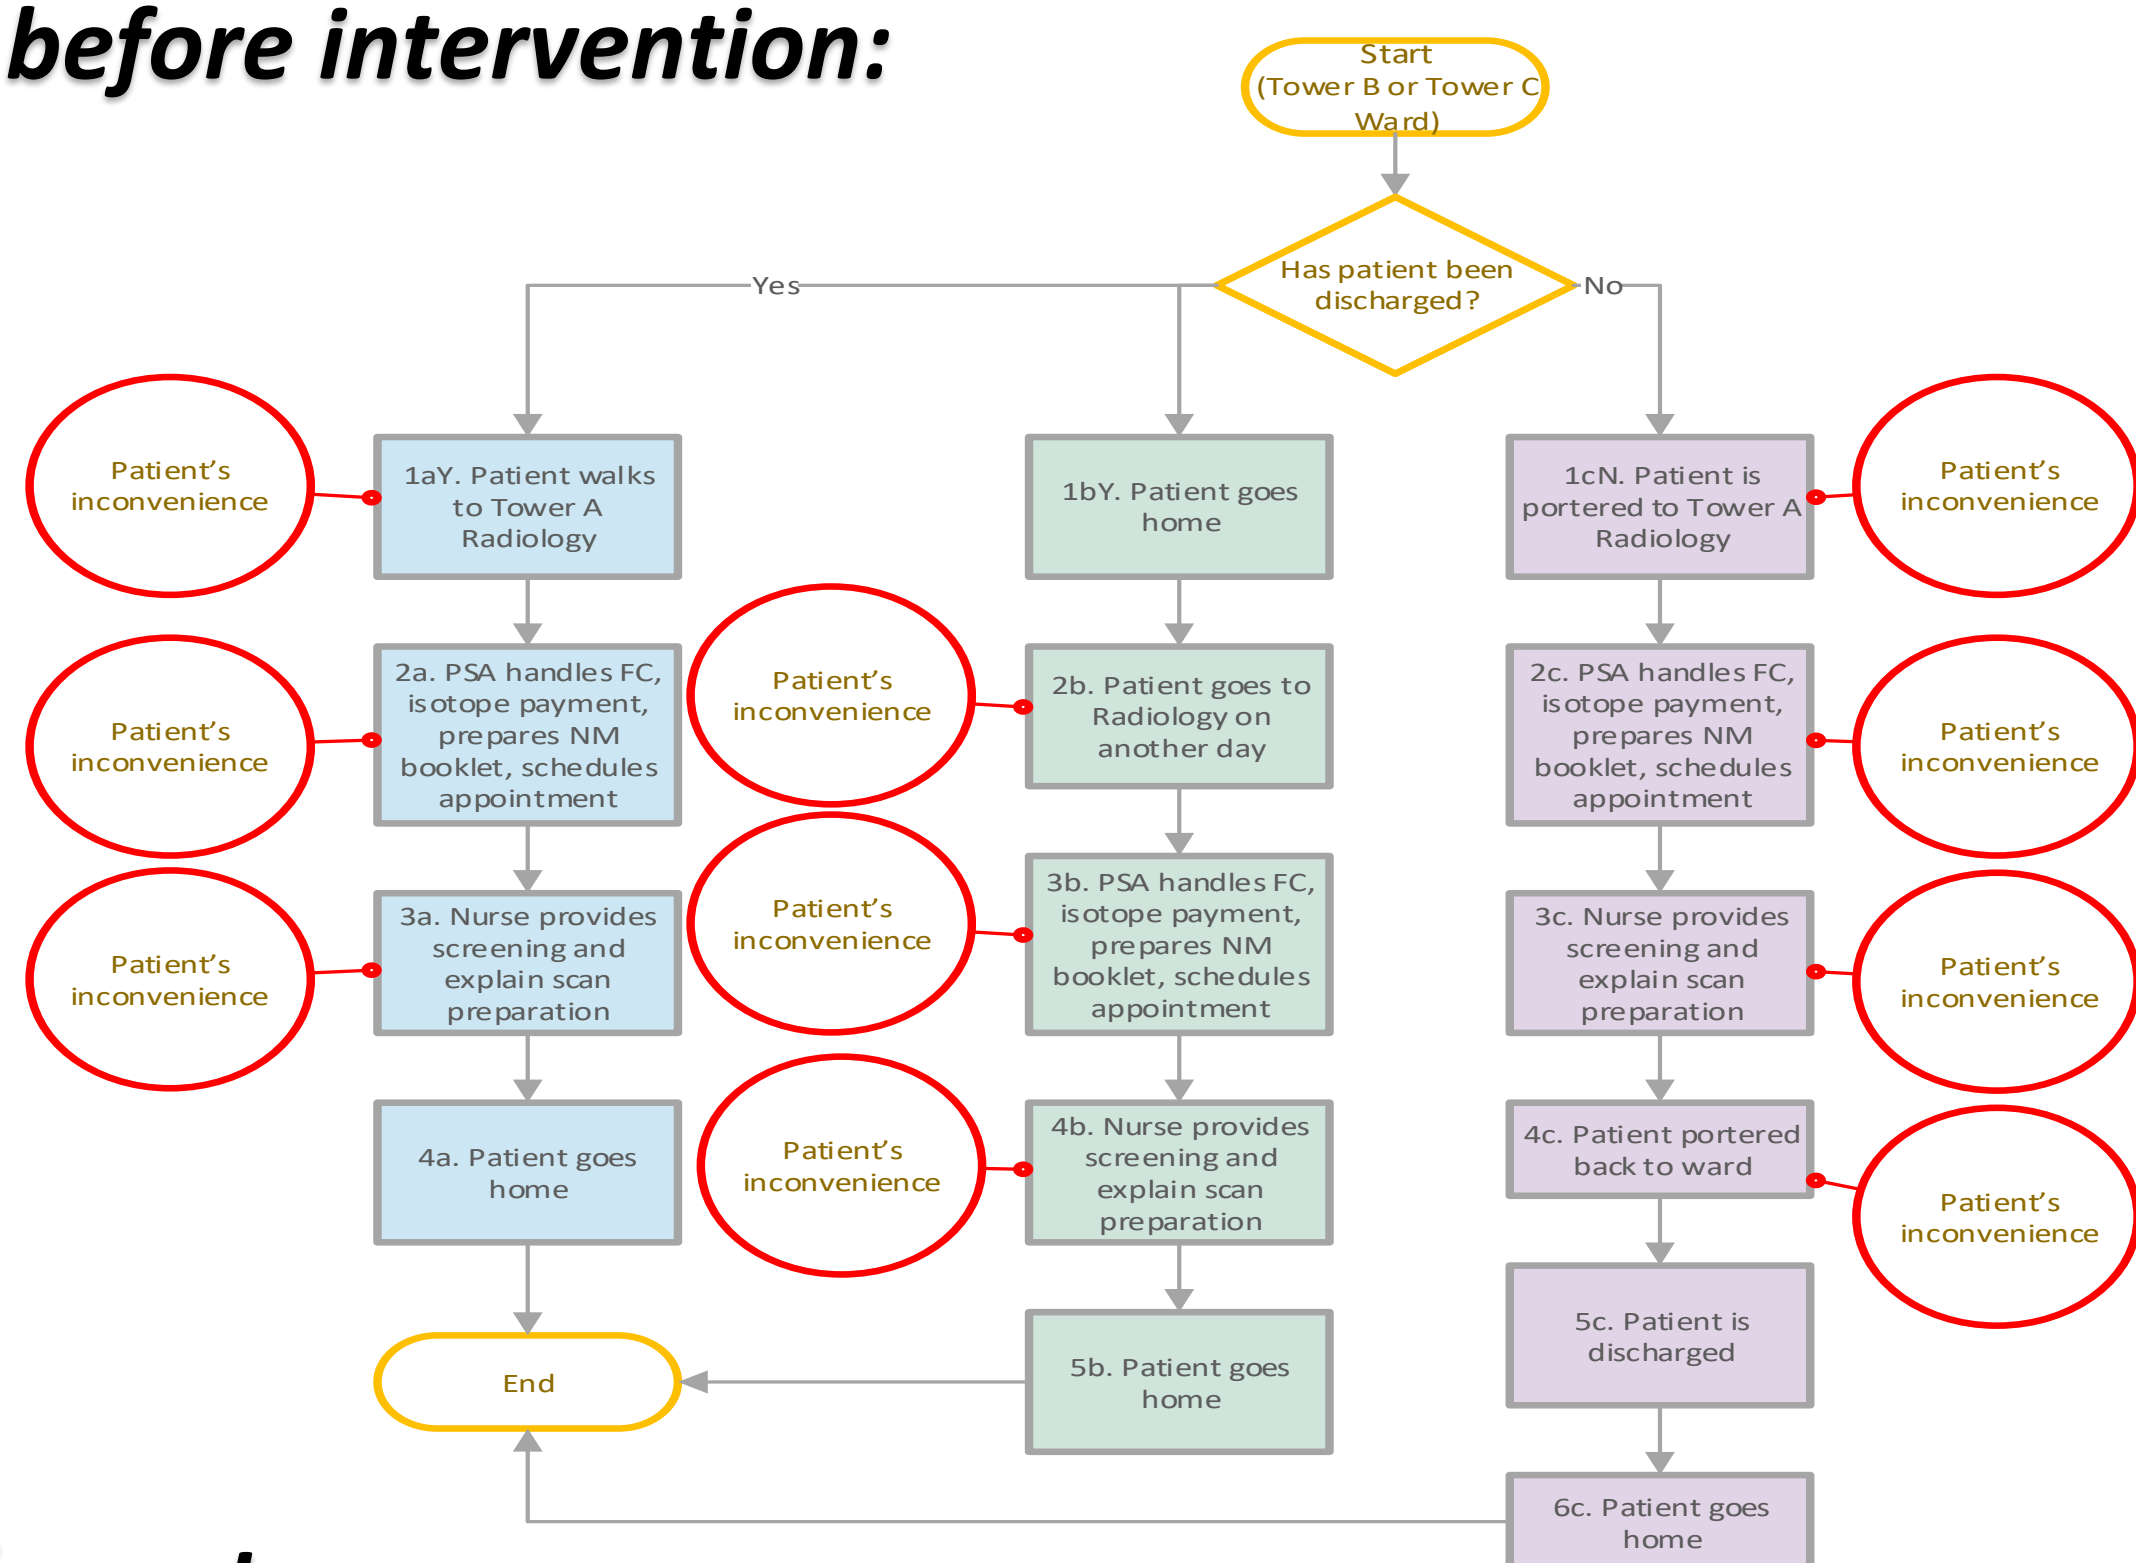 before intervention:
Start
(Tower B or Tower C
Ward)
Has patient been
discharged?
Yes
No
Patient's
inconvenience
1aY. Patient walks
to Tower A
Radiology
1bY. Patient goes
home
1cN. Patient is
portered to Tower A
Radiology
Patient's
inconvenience
Patient's
inconvenience
2a. PSA handles FC,
isotope payment,
prepares NM
booklet, schedules
appointment
Patient's
inconvenience
2b. Patient goes to
Radiology on
another day
2c. PSA handles FC,
isotope payment,
prepares NM
booklet, schedules
appointment
Patient's
inconvenience
Patient's
inconvenience
3a. Nurse provides
screening and
explain scan
preparation
Patient's
inconvenience
3b. PSA handles FC,
isotope payment,
prepares NM
booklet, schedules
appointment
3c. Nurse provides
screening and
explain scan
preparation
Patient's
inconvenience
Patient's
inconvenience
4a. Patient goes
home
Patient's
inconvenience
4b. Nurse provides
screening and
explain scan
preparation
4c. Patient portered
back to ward
Patient's
inconvenience
End
5b. Patient goes
home
5c. Patient is
discharged
6c. Patient goes
home